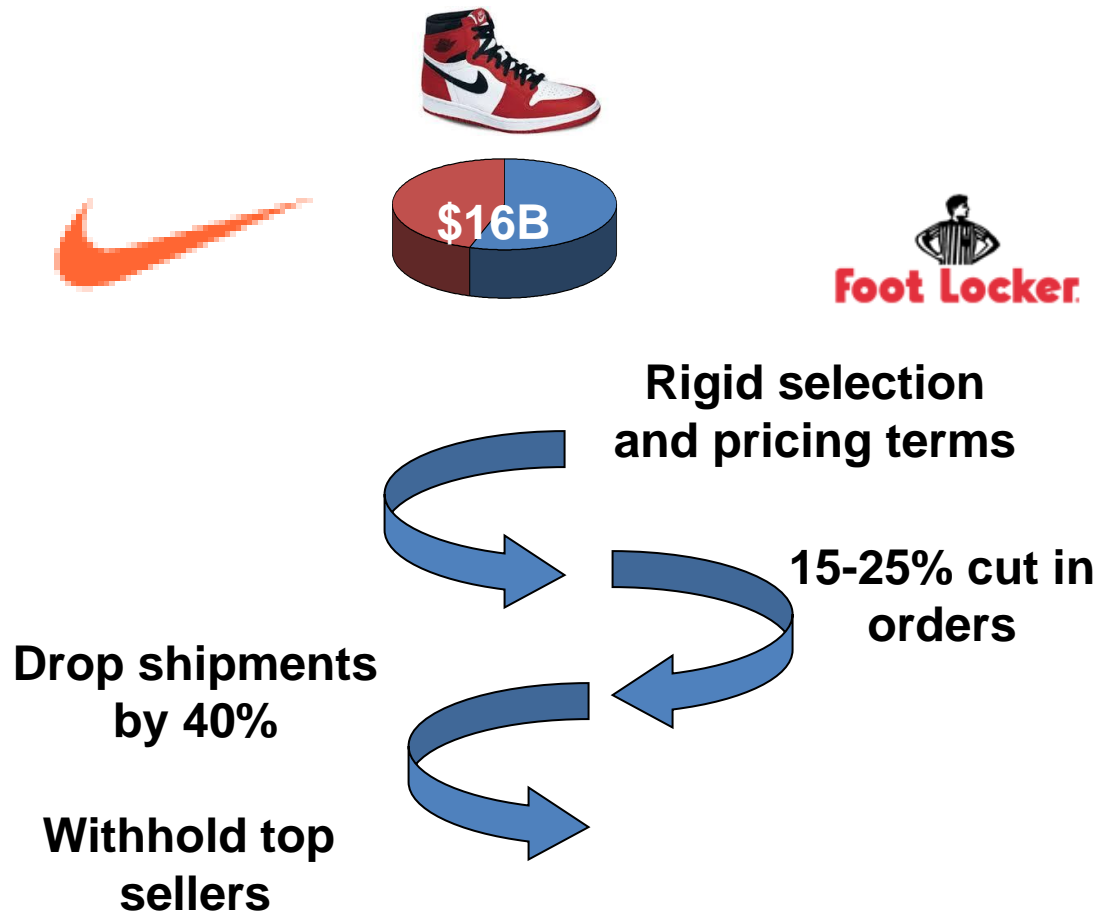 $16B
Foot Locker.
Rigid selection
and pricing terms
15-25% cut in
orders
Drop shipments
by 40%
Withhold top
sellers